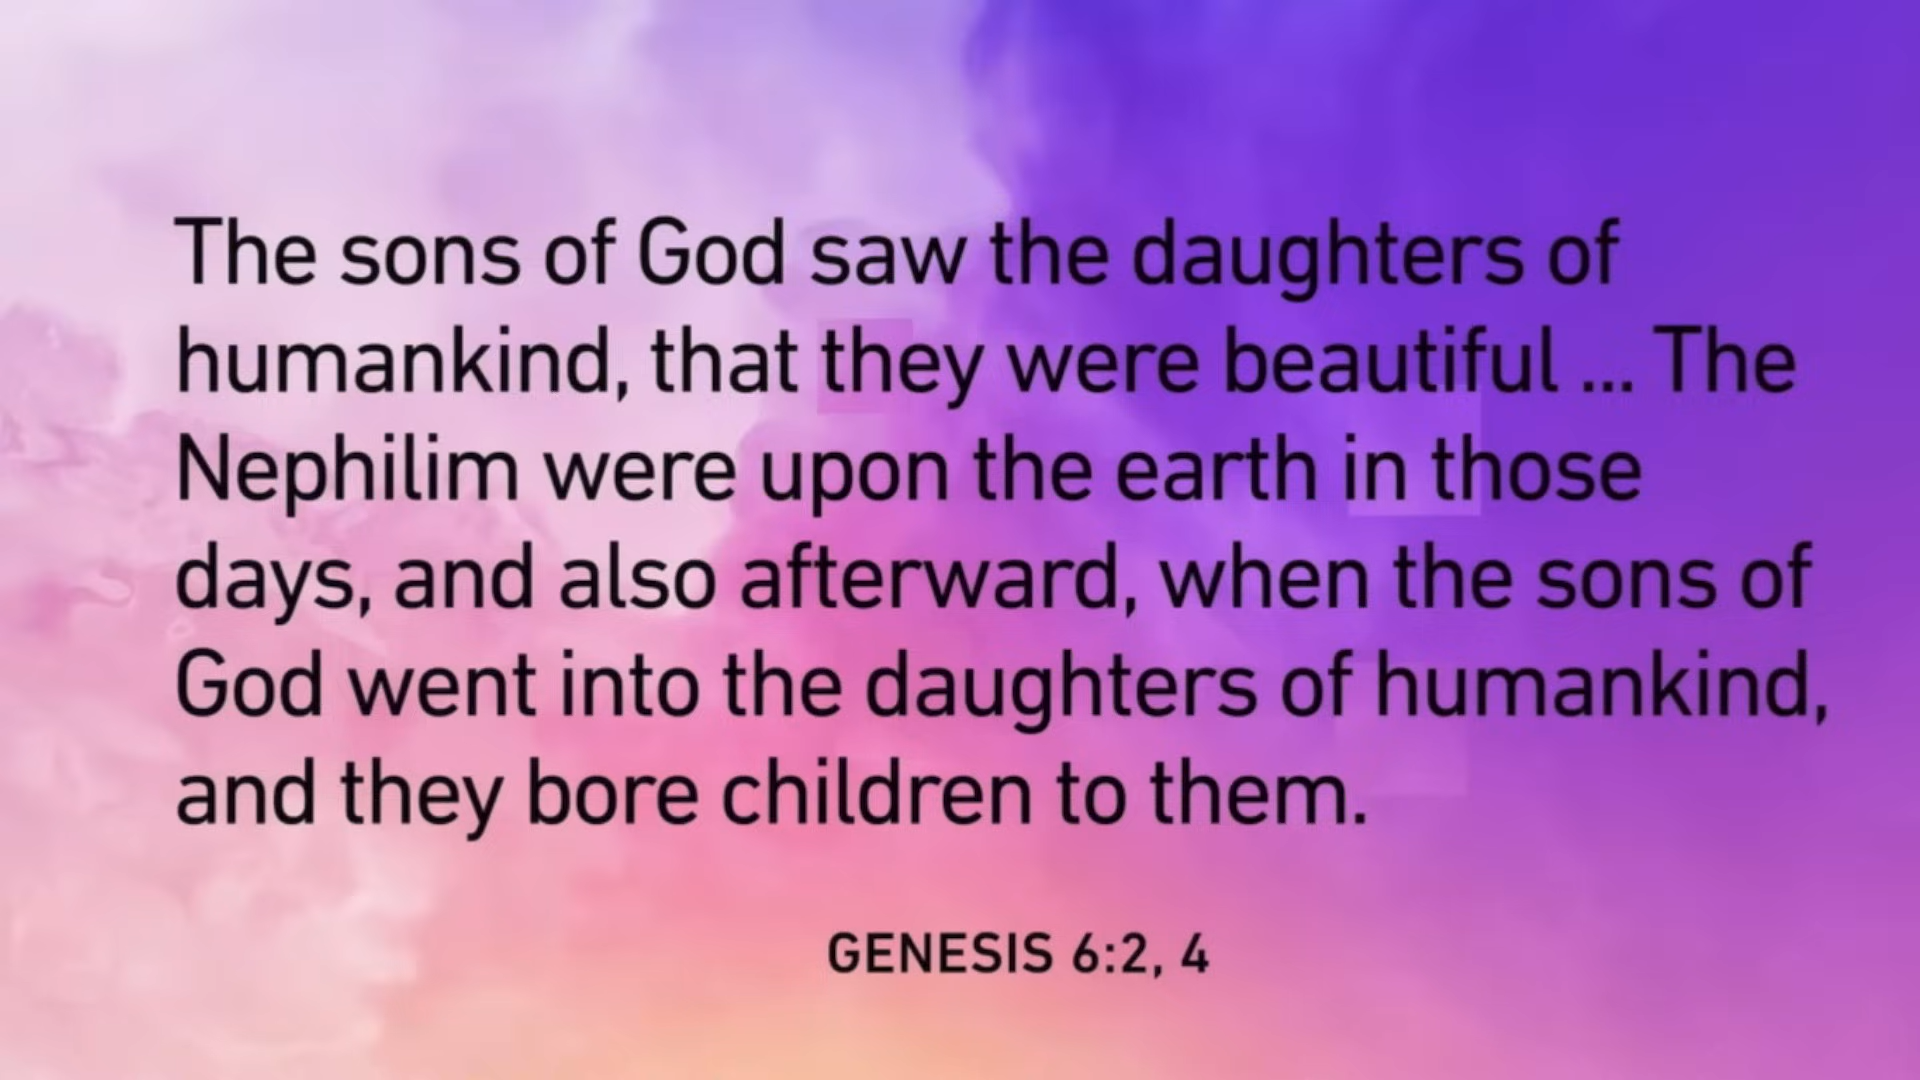 The sons of God saw the daughters of
humankind, that they were beautiful ... The
Nephilim were upon the earth in those
days, and also afterward, when the sons of
God went into the daughters of humankind,
and they bore children to them.
GENESIS 6:2, 4